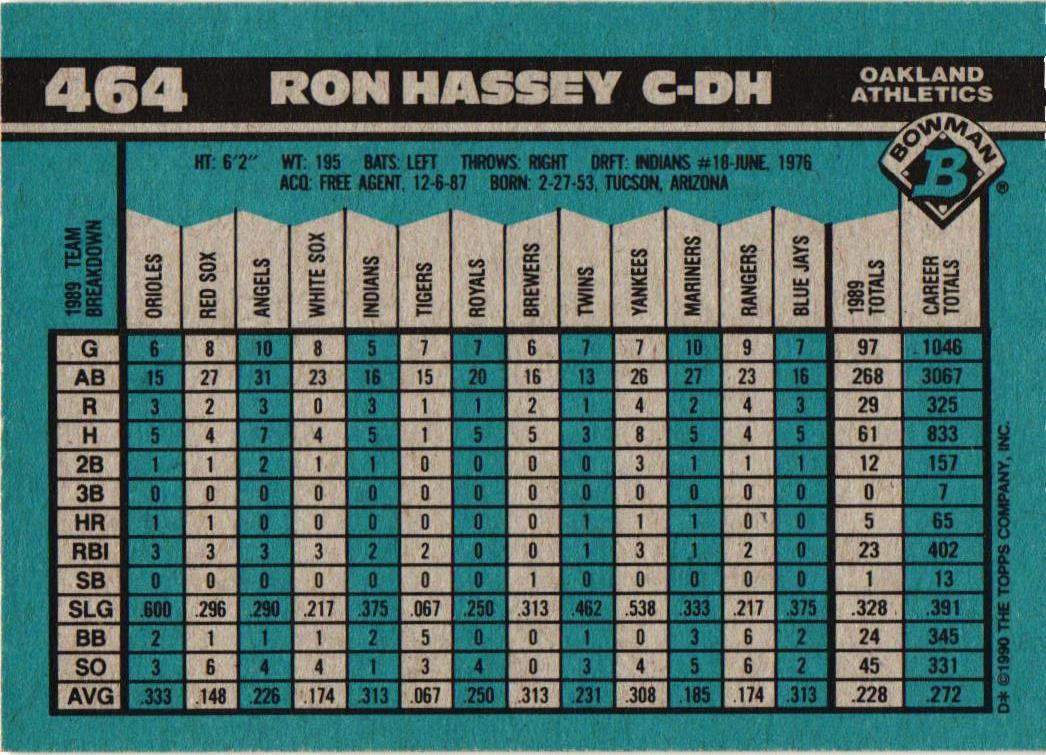 464 RON HASSEY C-DH OAKLAND ATHLETICS
BOWMAN
B ®
HT: 6'2" WT: 195 BATS: LEFT THROWS: RIGHT DRFT: INDIANS #18-JUNE, 1976
ACQ: FREE AGENT, 12-6-87 BORN: 2-27-53, TUCSON, ARIZONA
1989 TEAM BREAKDOWN ORIOLES RED SOX ANGELS WHITE SOX INDIANS TIGERS ROYALS BREWERS TWINS YANKEES MARINERS RANGERS BLUE JAYS 1989 TOTALS CAREER TOTALS
G 6 8 10 8 5 7 7 6 7 7 10 9 7 97 1046
AB 15 27 31 23 16 15 20 16 13 26 27 23 16 268 3067
R 3 2 3 0 3 1 1 2 1 4 2 4 3 29 325
H 5 4 7 4 5 1 5 5 3 8 5 4 5 61 833
2B 1 1 2 1 1 0 0 0 0 3 1 1 1 12 157
3B 0 0 0 0 0 0 0 0 0 0 0 0 0 0 7
HR 1 1 0 0 0 0 0 0 1 1 1 0 0 5 65
RBI 3 3 3 3 2 2 0 0 1 3 1 2 0 23 402
SB 0 0 0 0 0 0 0 1 0 0 0 0 0 1 13
SLG .600 .296 .290 .217 .375 .067 .250 .313 .462 .538 .333 .217 .375 .328 .391
BB 2 1 1 1 2 5 0 0 1 0 3 6 2 24 345
SO 3 6 4 4 1 3 4 0 3 4 5 6 2 45 331
AVG .333 .148 .226 .174 .313 .067 .250 .313 .231 .308 .185 .174 .313 .228 .272
D* ©1990 THE TOPPS COMPANY, INC.